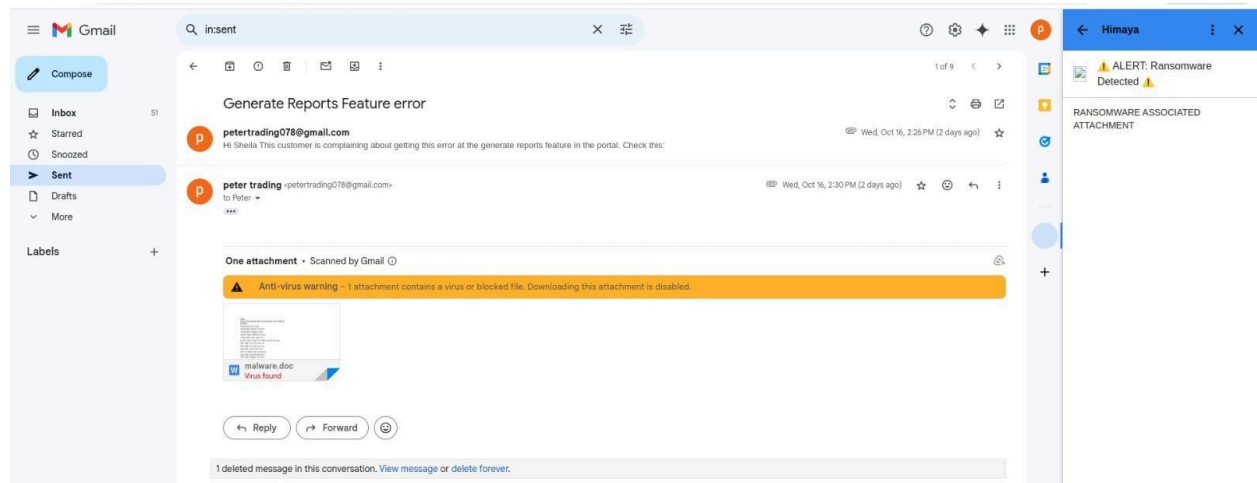 Gmail
in:sent
Himaya
Compose
1 of 9
ALERT: Ransomware
Detected
RANSOMWARE ASSOCIATED
ATTACHMENT
Inbox 51
Starred
Snoozed
Sent
Drafts
More
Labels
Generate Reports Feature error
petertrading078@gmail.com
Wed, Oct 16, 2:26 PM (2 days ago)
Hi Sheila This customer is complaining about getting this error at the generate reports feature in the portal. Check this:
peter trading <petertrading078@gmail.com>
Wed, Oct 16, 2:30 PM (2 days ago)
to Peter
One attachment • Scanned by Gmail
Anti-virus warning – 1 attachment contains a virus or blocked file. Downloading this attachment is disabled.
W malware.doc
Virus found
Reply
Forward
1 deleted message in this conversation. View message or delete forever.